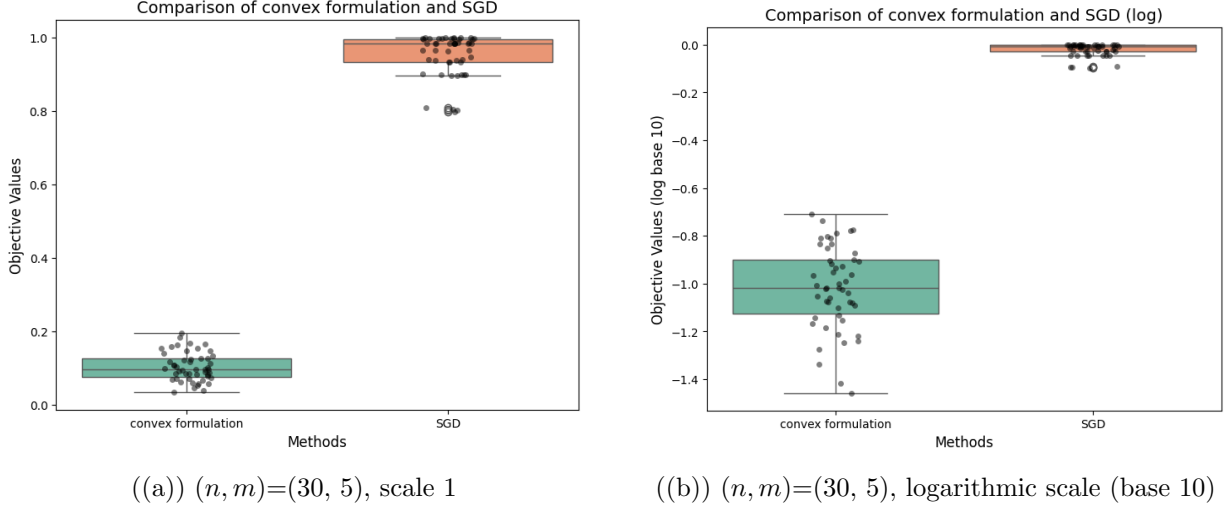 Comparison of convex formulation and SGD
1.0
0.8
0.6
0.4
0.2
0.0
Objective Values
convex formulation
SGD
Methods
((a)) (n, m)=(30, 5), scale 1
Comparison of convex formulation and SGD (log)
0.0
−0.2
−0.4
−0.6
−0.8
−1.0
−1.2
−1.4
Objective Values (log base 10)
convex formulation
SGD
Methods
((b)) (n, m)=(30, 5), logarithmic scale (base 10)